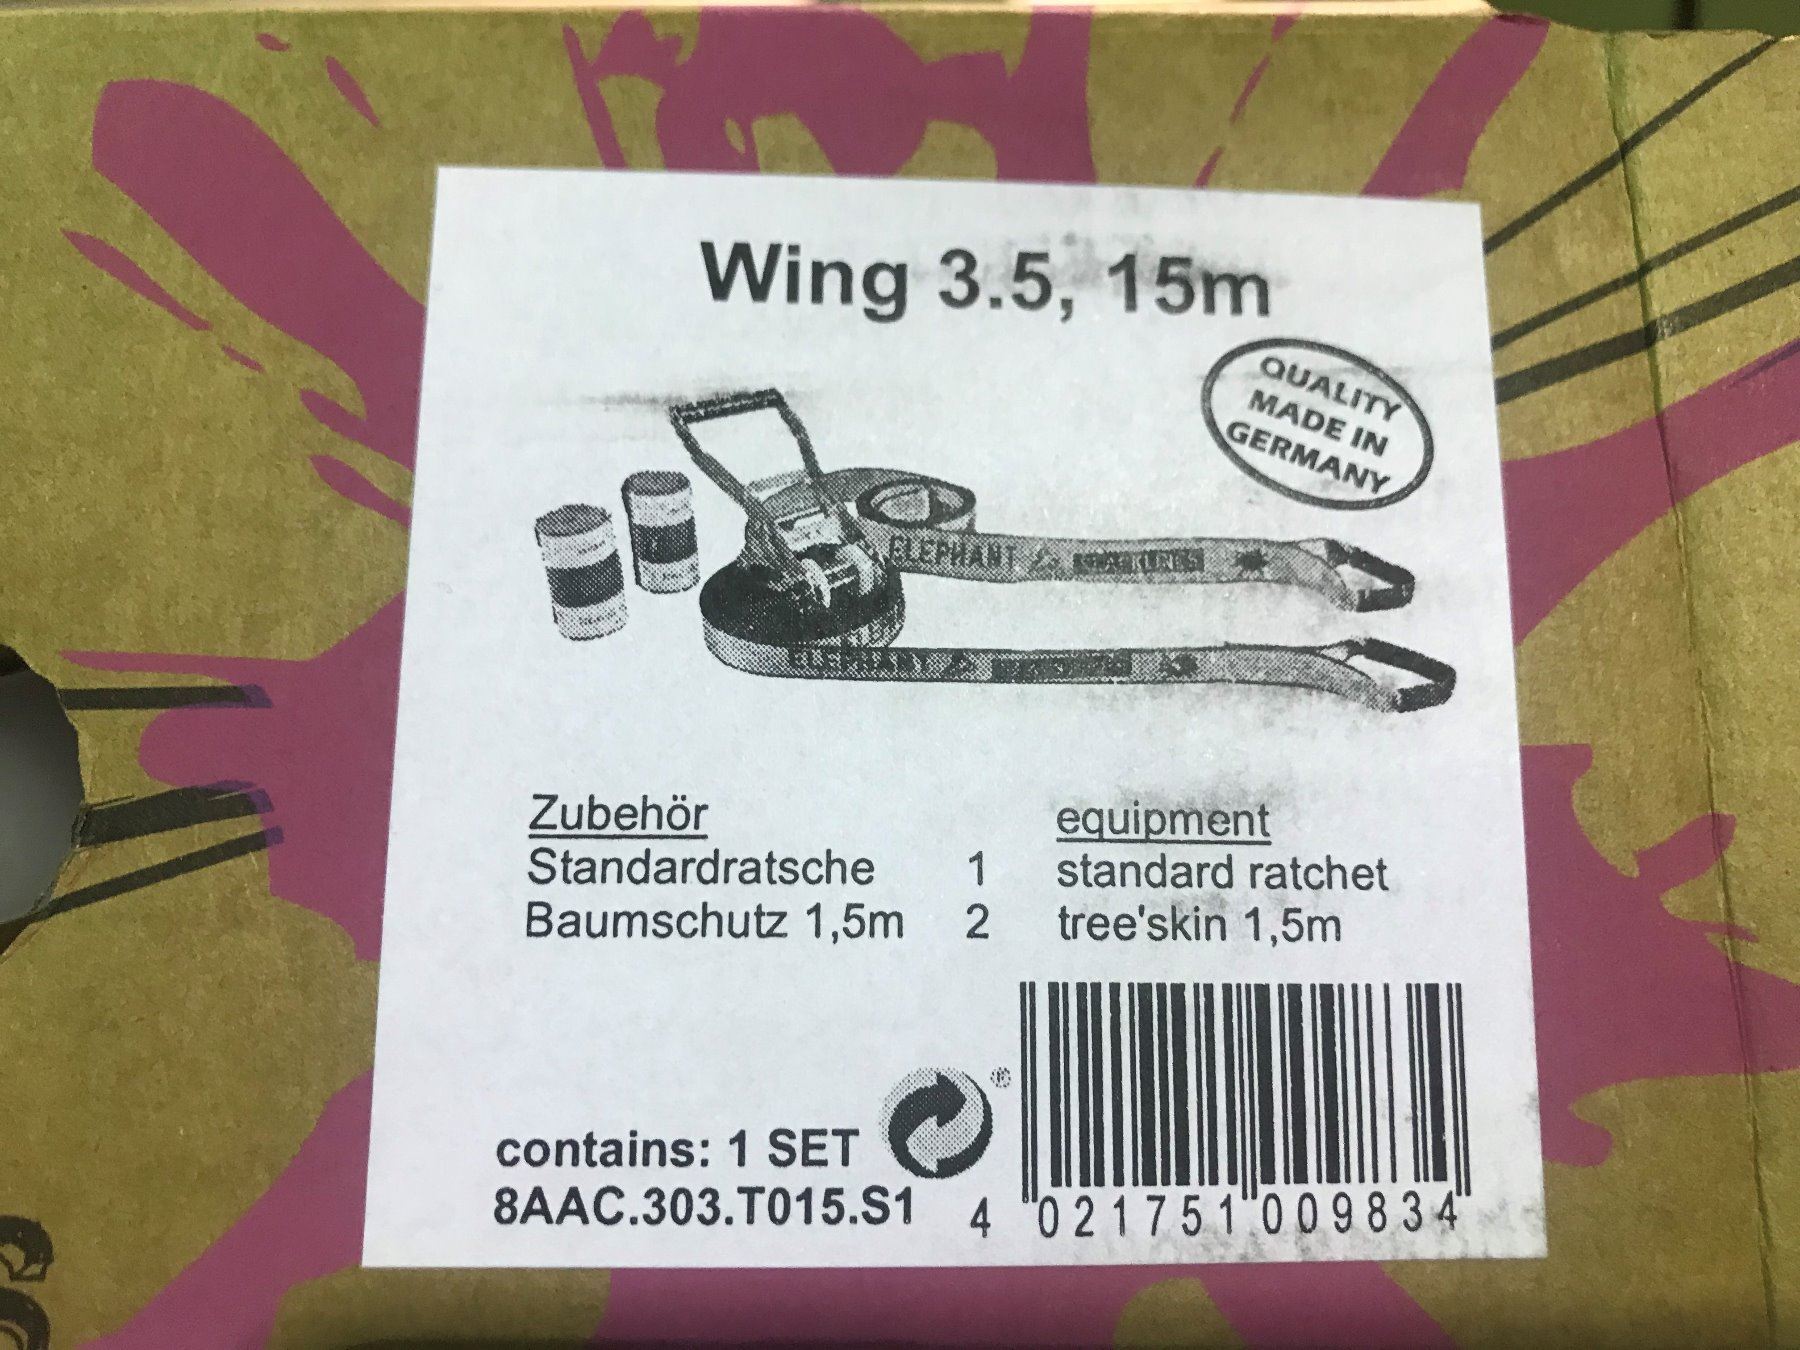 Wing 3.5, 15m
QUALITY
MADE IN
GERMANY
ELEPHANT
ELEPHANT
Zubehör equipment
Standardratsche 1 standard ratchet
Baumschutz 1,5m 2 tree'skin 1,5m
®
contains: 1 SET
8AAC.303.T015.S1
4 021751 009834